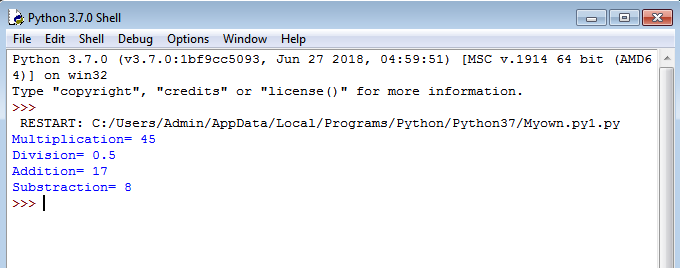 Python 3.7.0 Shell
File Edit Shell Debug Options Window Help
Python 3.7.0 (v3.7.0:1bf9cc5093, Jun 27 2018, 04:59:51) [MSC v.1914 64 bit (AMD6
4)] on win32
Type "copyright", "credits" or "license()" for more information.
>>>
RESTART: C:/Users/Admin/AppData/Local/Programs/Python/Python37/Myown.py1.py
Multiplication= 45
Division= 0.5
Addition= 17
Substraction= 8
>>>